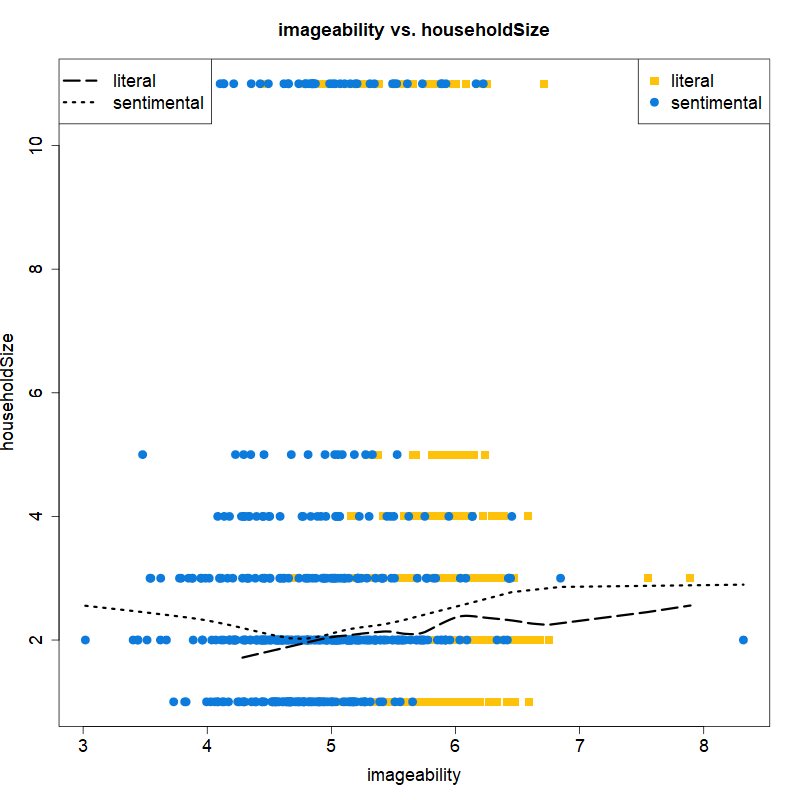 imageability vs. householdSize
literal
sentimental
literal
sentimental
householdSize
10
8
6
4
2
3 4 5 6 7 8
imageability